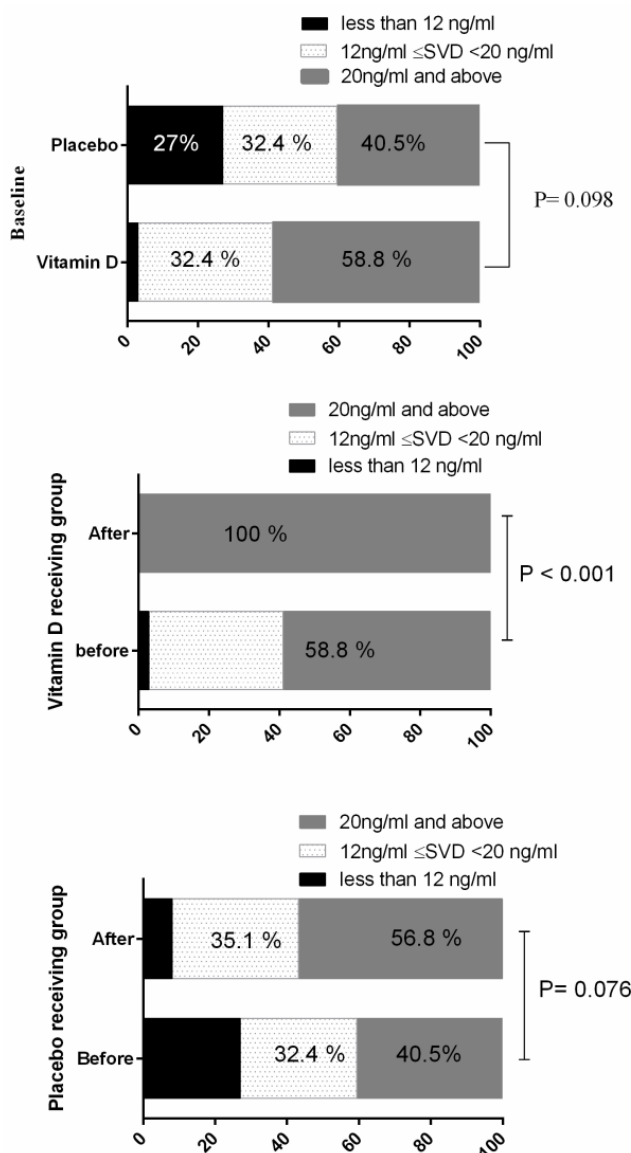 less than 12 ng/ml
12ng/ml ≤SVD <20 ng/ml
20ng/ml and above
Baseline
Placebo
27%
32.4 %
40.5%
Vitamin D
32.4 %
58.8 %
P= 0.098
0
20
40
60
80
100
20ng/ml and above
12ng/ml ≤SVD <20 ng/ml
less than 12 ng/ml
Vitamin D receiving group
After
100 %
before
58.8 %
P < 0.001
0
20
40
60
80
100
20ng/ml and above
12ng/ml ≤SVD <20 ng/ml
less than 12 ng/ml
Placebo receiving group
After
35.1 %
56.8 %
Before
32.4 %
40.5%
P= 0.076
0
20
40
60
80
100